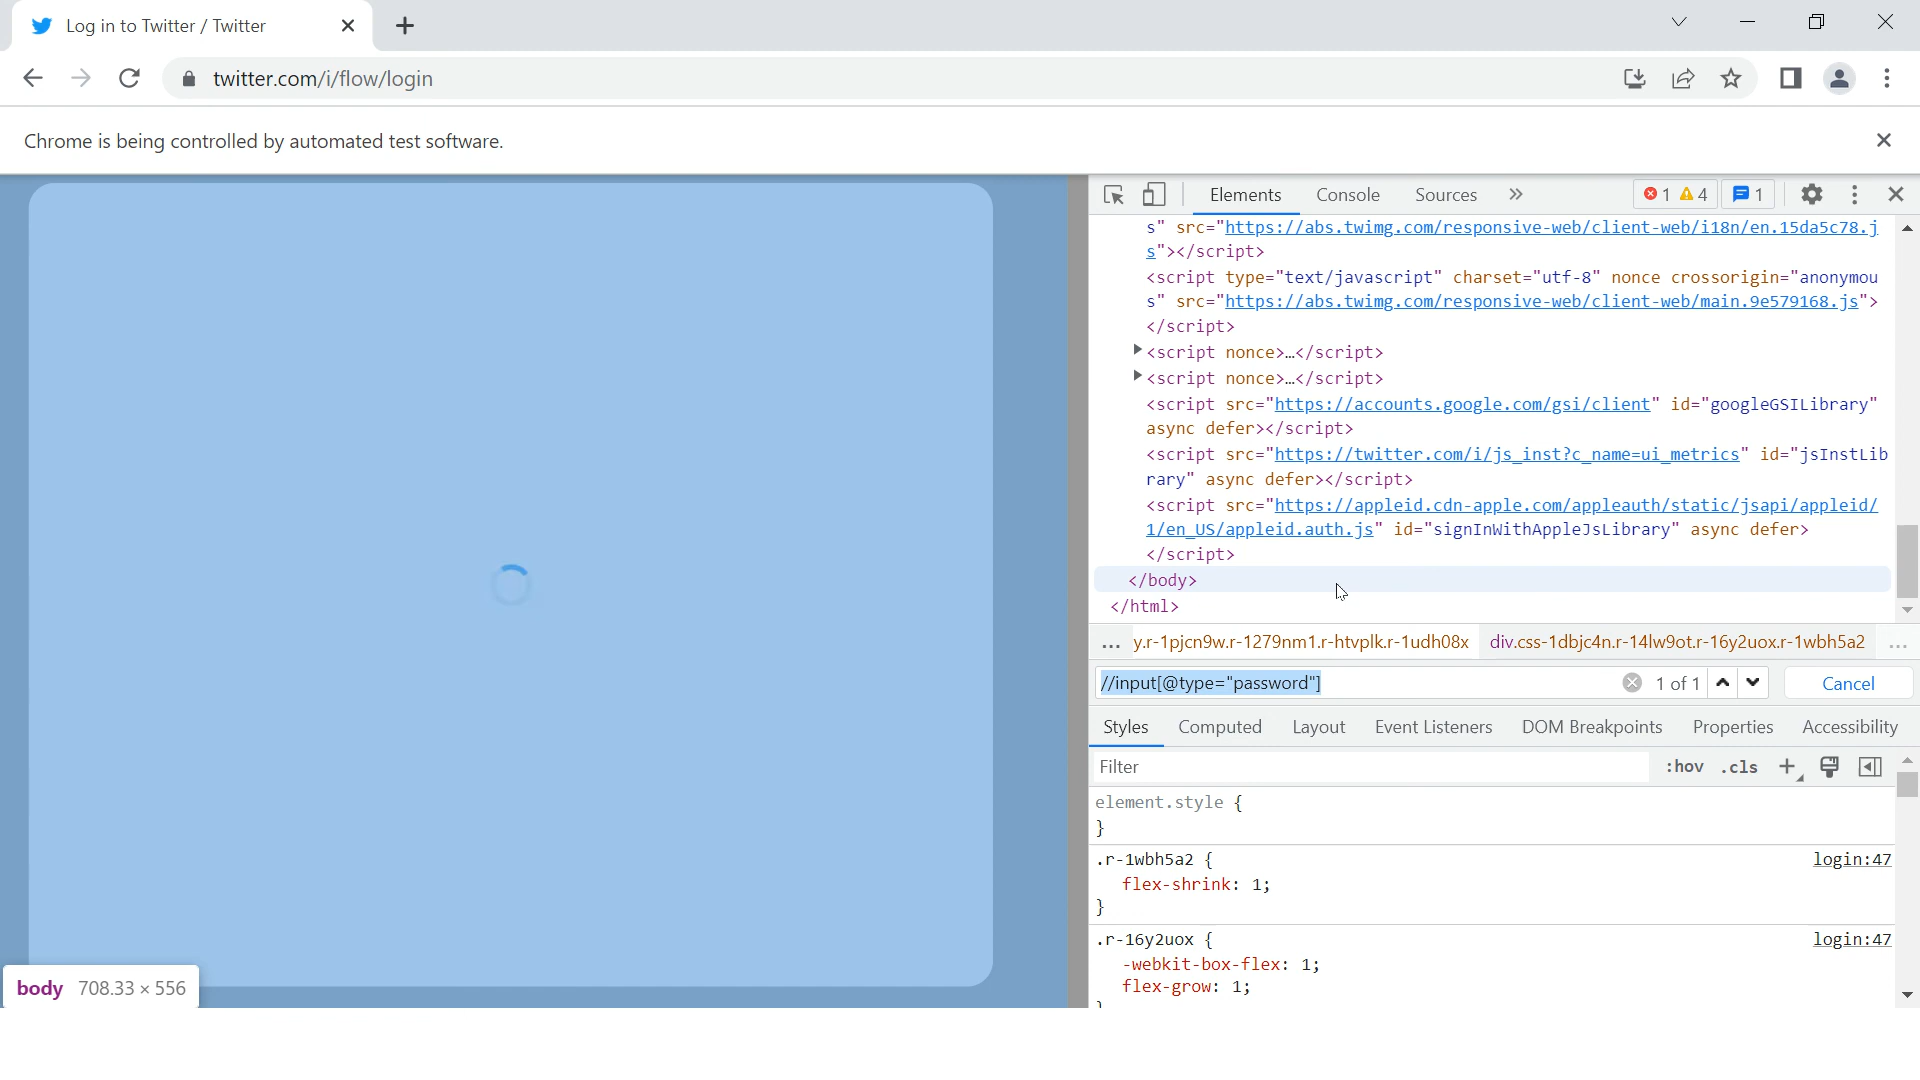 Log in to Twitter / Twitter
twitter.com/i/flow/login
Chrome is being controlled by automated test software.
Elements Console Sources 1 4 1
s" src="https://abs.twimg.com/responsive-web/client-web/i18n/en.15da5c78.j
s"></script>
<script type="text/javascript" charset="utf-8" nonce crossorigin="anonymou
s" src="https://abs.twimg.com/responsive-web/client-web/main.9e579168.js">
</script>
<script nonce>…</script>
<script nonce>…</script>
<script src="https://accounts.google.com/gsi/client" id="googleGSILibrary"
async defer></script>
<script src="https://twitter.com/i/js_inst?c_name=ui_metrics" id="jsInstLib
rary" async defer></script>
<script src="https://appleid.cdn-apple.com/appleauth/static/jsapi/appleid/
1/en_US/appleid.auth.js" id="signInWithAppleJsLibrary" async defer>
</script>
</body>
</html>
… y.r-1pjcn9w.r-1279nm1.r-htvplk.r-1udh08x div.css-1dbjc4n.r-14lw9ot.r-16y2uox.r-1wbh5a2 …
//input[@type="password"] 1 of 1 Cancel
Styles Computed Layout Event Listeners DOM Breakpoints Properties Accessibility
Filter :hov .cls
element.style {
}
.r-1wbh5a2 { login:47
flex-shrink: 1;
}
.r-16y2uox { login:47
-webkit-box-flex: 1;
flex-grow: 1;
}
body 708.33 × 556